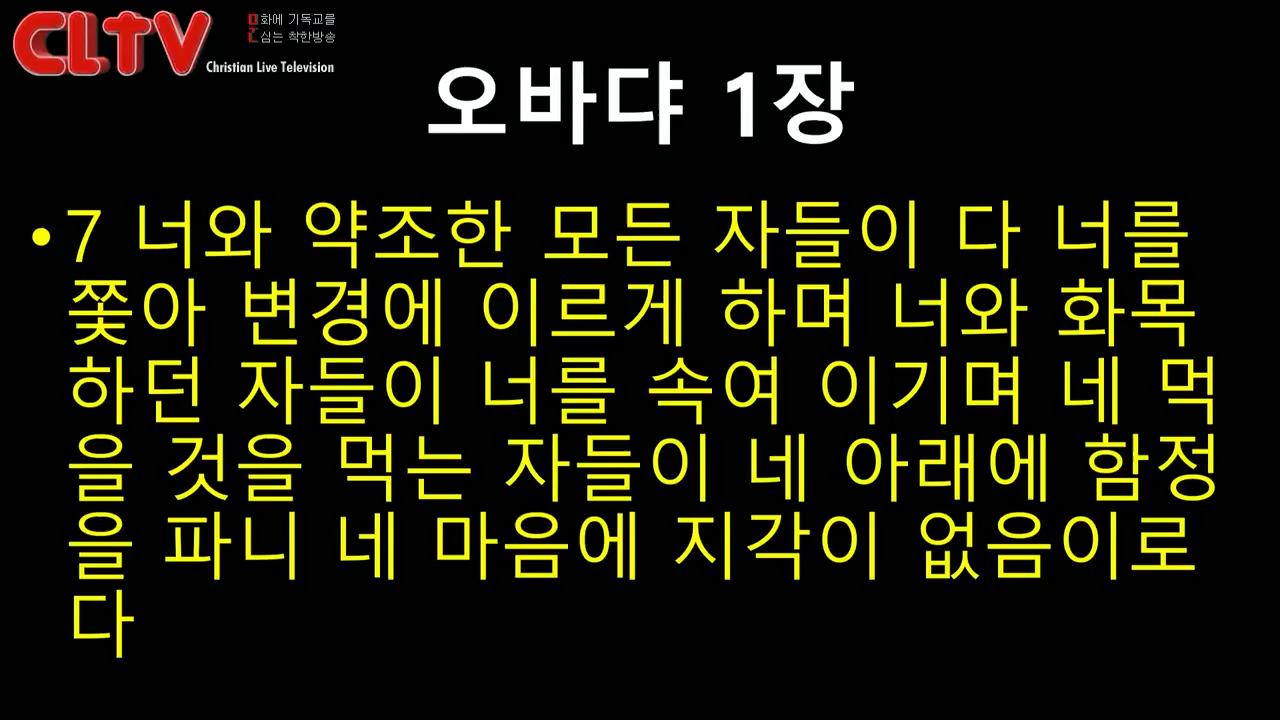 CLTV
문화에 기독교를
심는 착한방송
Christian Live Television
오바댜 1장
• 7 너와 약조한 모든 자들이 다 너를
쫓아 변경에 이르게 하며 너와 화목
하던 자들이 너를 속여 이기며 네 먹
을 것을 먹는 자들이 네 아래에 함정
을 파니 네 마음에 지각이 없음이로
다